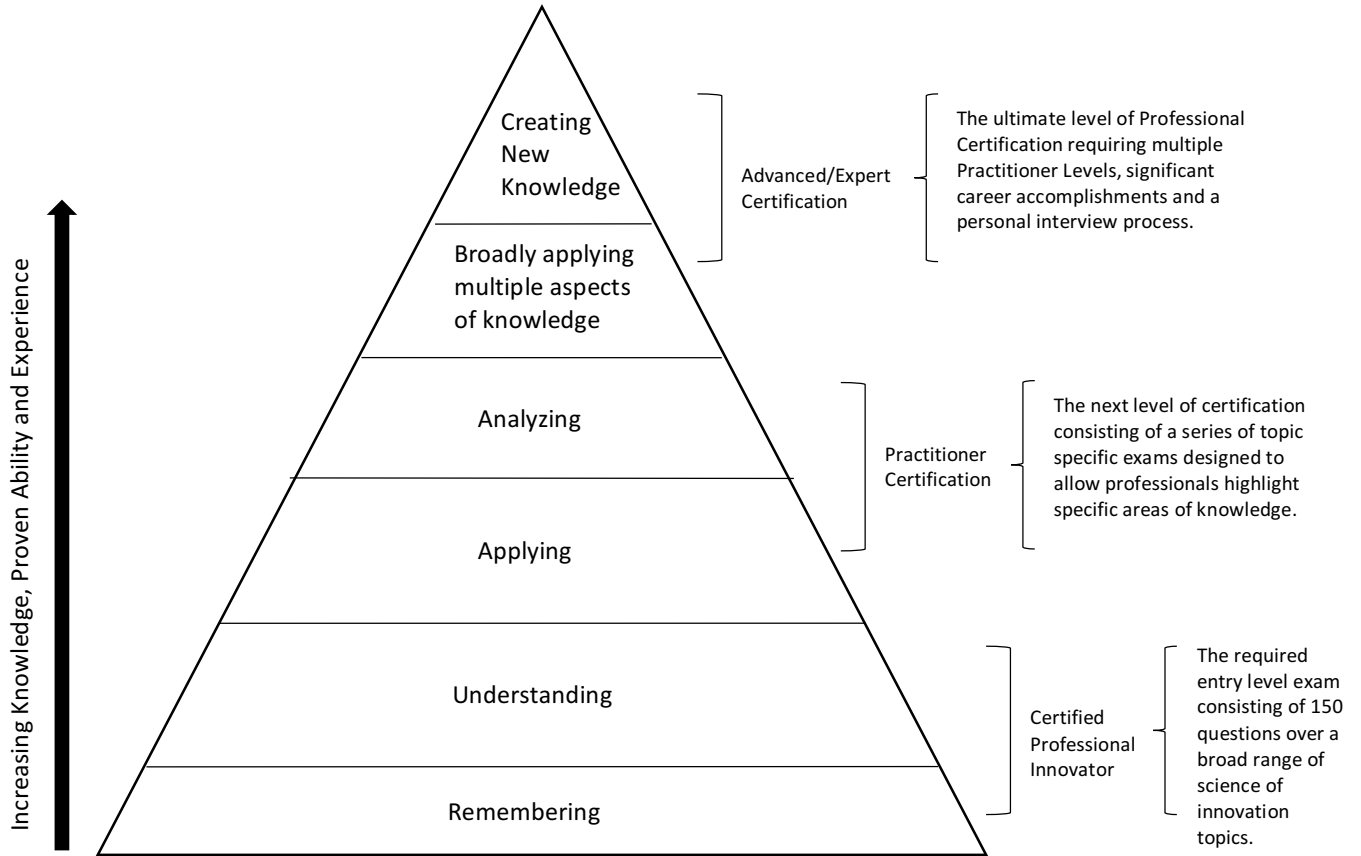 Creating
New
Knowledge
Broadly applying
multiple aspects
of knowledge
Analyzing
Applying
Understanding
Remembering
Increasing Knowledge, Proven Ability and Experience
Advanced/Expert
Certification
The ultimate level of Professional
Certification requiring multiple
Practitioner Levels, significant
career accomplishments and a
personal interview process.
Practitioner
Certification
The next level of certification
consisting of a series of topic
specific exams designed to
allow professionals highlight
specific areas of knowledge.
Certified
Professional
Innovator
The required
entry level exam
consisting of 150
questions over a
broad range of
science of
innovation
topics.